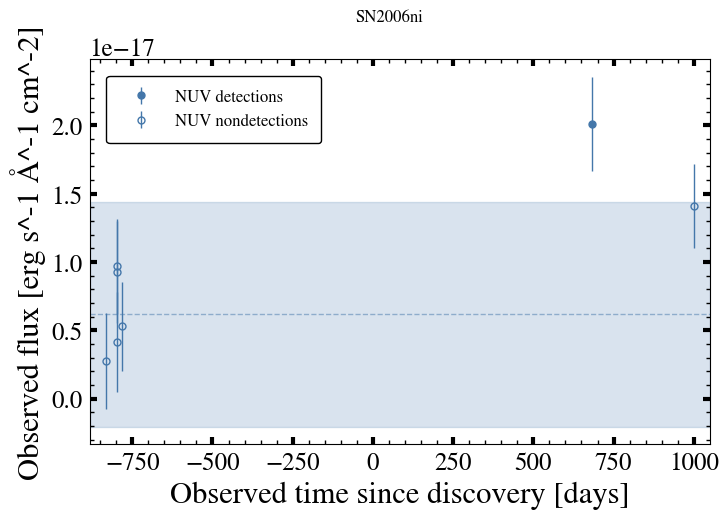 SN2006ni
1e−17
NUV detections
NUV nondetections
2.0
1.5
1.0
0.5
0.0
Observed flux [erg s^-1 Å^-1 cm^-2]
−750 −500 −250 0 250 500 750 1000
Observed time since discovery [days]